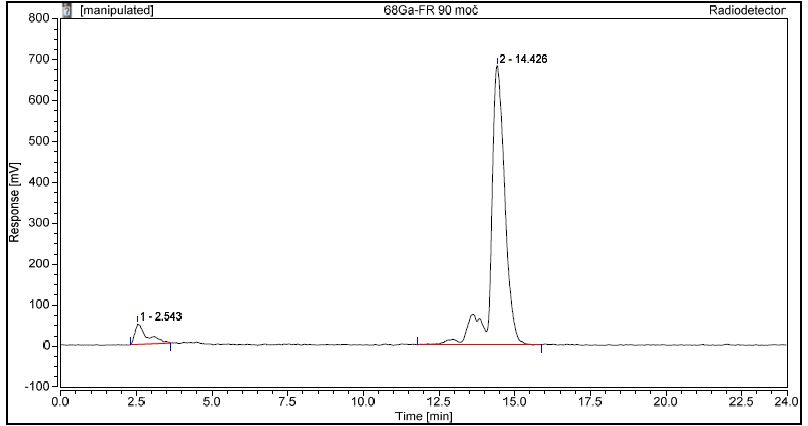 [manipulated] 68Ga-FR 90 moč Radiodetector
800
700
600
500
400
300
200
100
0
-100
Response [mV]
1 - 2.543
2 - 14.426
0.0 2.5 5.0 7.5 10.0 12.5 15.0 17.5 20.0 22.5 24.0
Time [min]